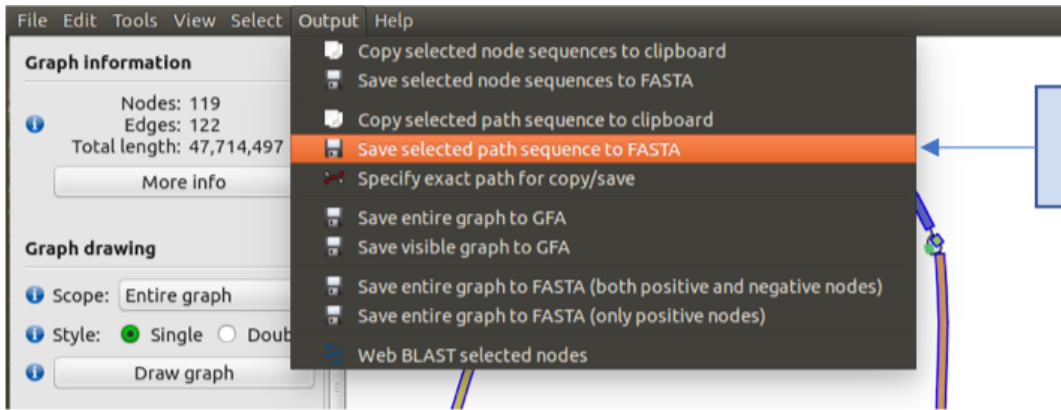 File Edit Tools View Select Output Help
Graph information
Nodes: 119
Edges: 122
Total length: 47,714,497
More info
Graph drawing
Scope: Entire graph
Style: Single Doub
Draw graph
Copy selected node sequences to clipboard
Save selected node sequences to FASTA
Copy selected path sequence to clipboard
Save selected path sequence to FASTA
Specify exact path for copy/save
Save entire graph to GFA
Save visible graph to GFA
Save entire graph to FASTA (both positive and negative nodes)
Save entire graph to FASTA (only positive nodes)
Web BLAST selected nodes